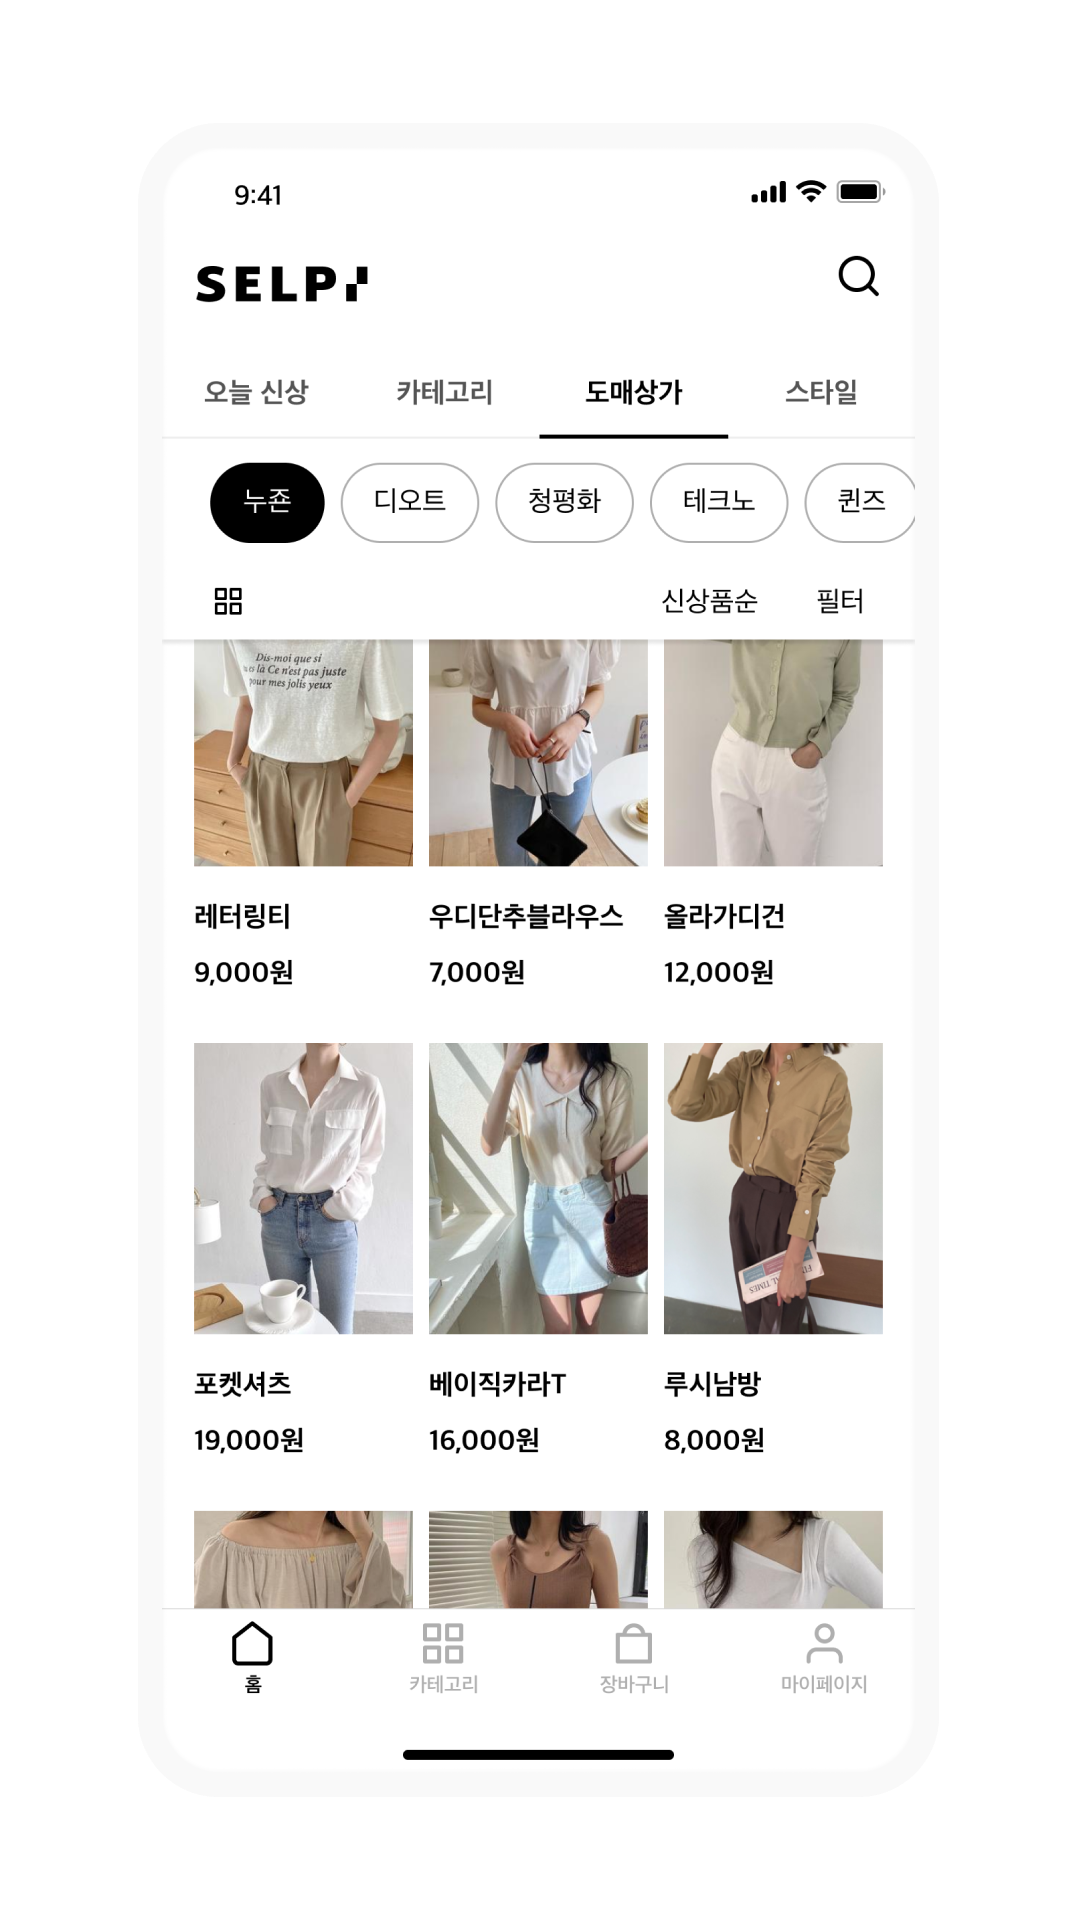 9:41
SELPI
오늘 신상 카테고리 도매상가 스타일
누죤 디오트 청평화 테크노 퀸즈
신상품순 필터
Dis-moi que si
là Ce n'est pas juste
pour mes jolis yeux
레터링티 우디단추블라우스 올라가디건
9,000원 7,000원 12,000원
포켓셔츠 베이직카라T 루시남방
19,000원 16,000원 8,000원
홈 카테고리 장바구니 마이페이지